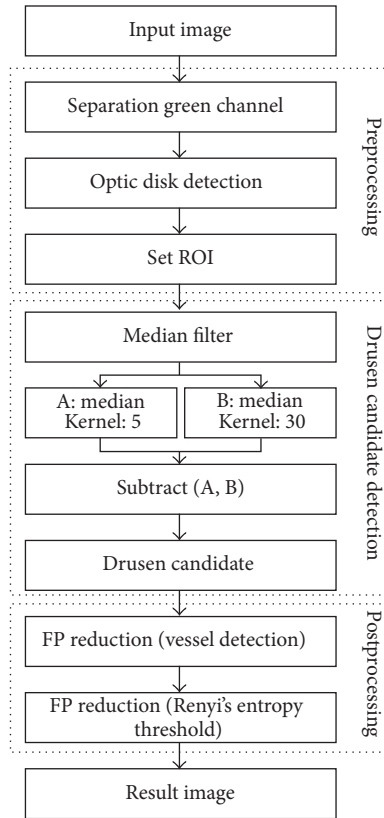 Input image
Preprocessing
Separation green channel
Optic disk detection
Set ROI
Drusen candidate detection
Median filter
A: median
Kernel: 5
B: median
Kernel: 30
Subtract (A, B)
Drusen candidate
Postprocessing
FP reduction (vessel detection)
FP reduction (Renyi's entropy
threshold)
Result image